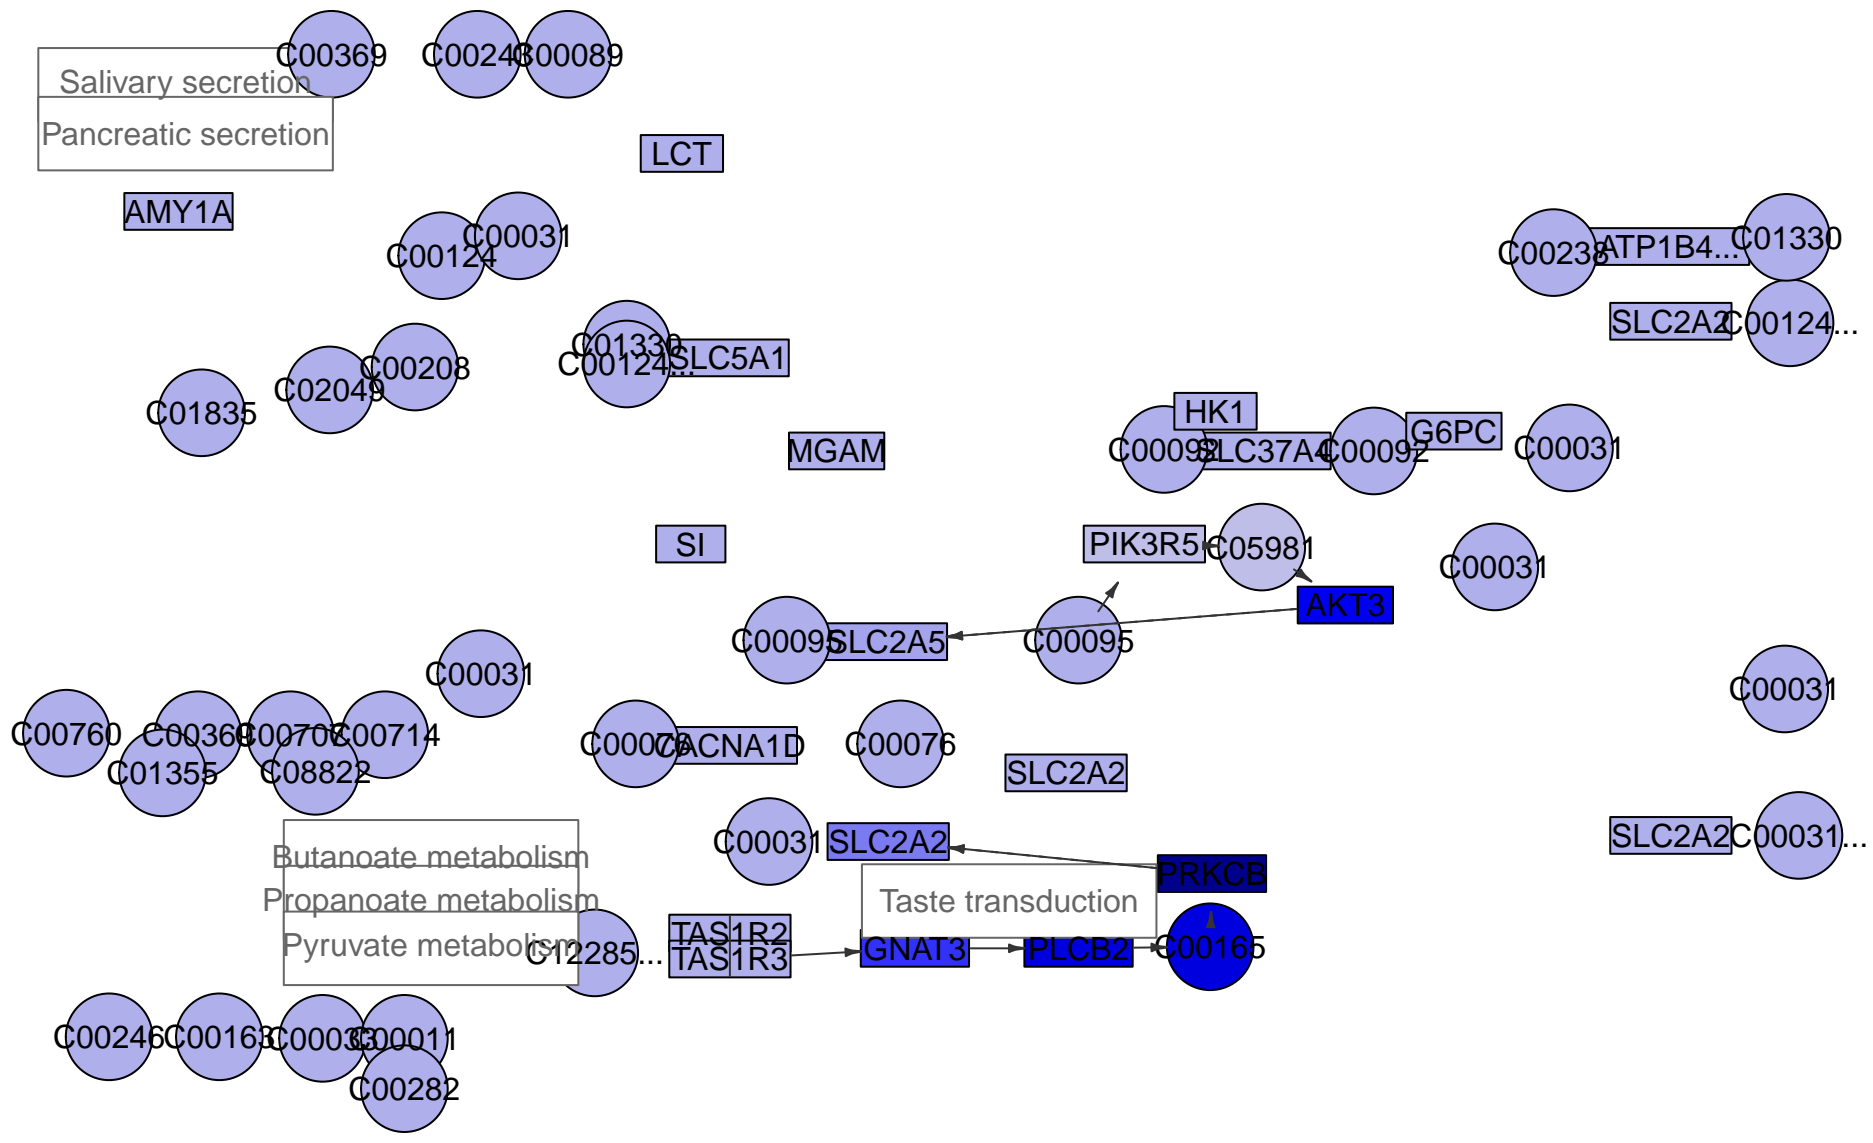 C00369
C00243
C00089
Salivary secretion
Pancreatic secretion
LCT
AMY1A
C00124
C00031
C00238
ATP1B4...
C01330
SLC2A2
C00124...
C01330
C00124...
SLC5A1
C01835
C02049
C00208
HK1
C00092
SLC37A4
C00092
G6PC
C00031
MGAM
SI
PIK3R5
C05981
C00031
AKT3
C00095
SLC2A5
C00095
C00031
C00031
C00760
C00369
C00707
C00714
C01355
C08822
C00076
CACNA1D
C00076
SLC2A2
C00031
SLC2A2
SLC2A2
C00031...
Butanoate metabolism
Propanoate metabolism
Pyruvate metabolism
PRKCB
Taste transduction
C12285...
TAS1R2
TAS1R3
GNAT3
PLCB2
C00165
C00246
C00163
C00033
C00011
C00282